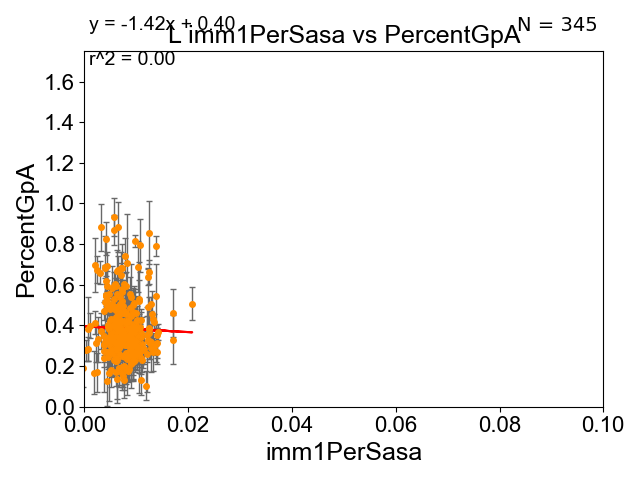 y = -1.42x + 0.40
L imm1PerSasa vs PercentGpA
N = 345
r^2 = 0.00
PercentGpA
1.6
1.4
1.2
1.0
0.8
0.6
0.4
0.2
0.0
0.00 0.02 0.04 0.06 0.08 0.10
imm1PerSasa